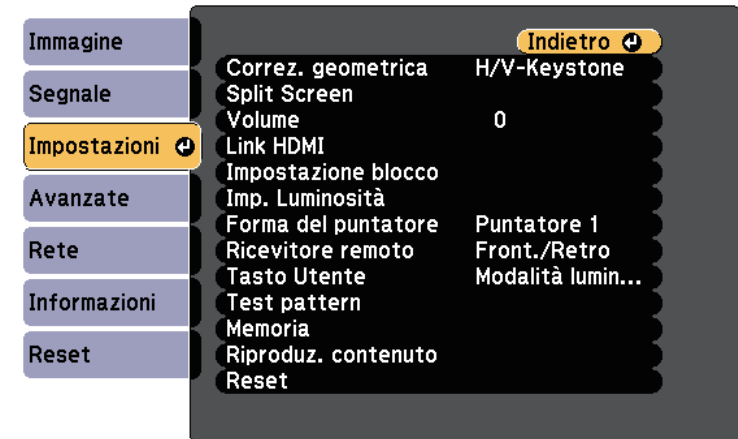 Immagine
Segnale
Impostazioni
Avanzate
Rete
Informazioni
Reset
Indietro
Correz. geometrica H/V-Keystone
Split Screen
Volume 0
Link HDMI
Impostazione blocco
Imp. Luminosità
Forma del puntatore Puntatore 1
Ricevitore remoto Front./Retro
Tasto Utente Modalità lumin...
Test pattern
Memoria
Riproduz. contenuto
Reset